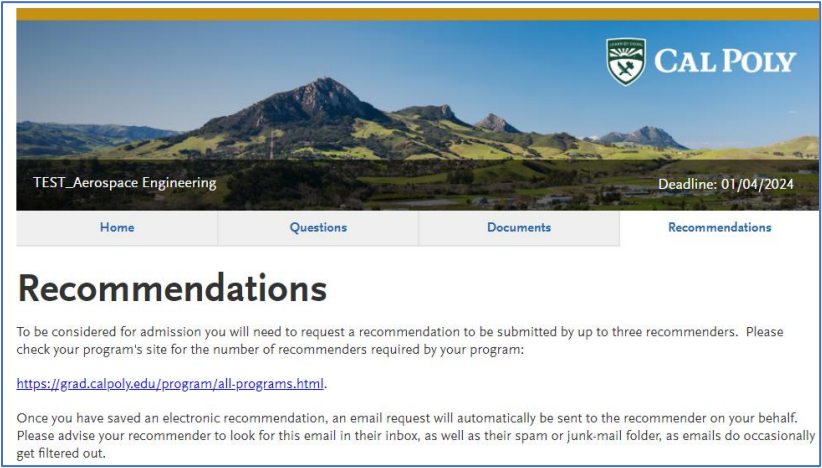 CAL POLY
TEST_Aerospace Engineering
Deadline: 01/04/2024
Home
Questions
Documents
Recommendations
Recommendations
To be considered for admission you will need to request a recommendation to be submitted by up to three recommenders.  Please
check your program's site for the number of recommenders required by your program:
https://grad.calpoly.edu/program/all-programs.html.
Once you have saved an electronic recommendation, an email request will automatically be sent to the recommender on your behalf.
Please advise your recommender to look for this email in their inbox, as well as their spam or junk-mail folder, as emails do occasionally
get filtered out.